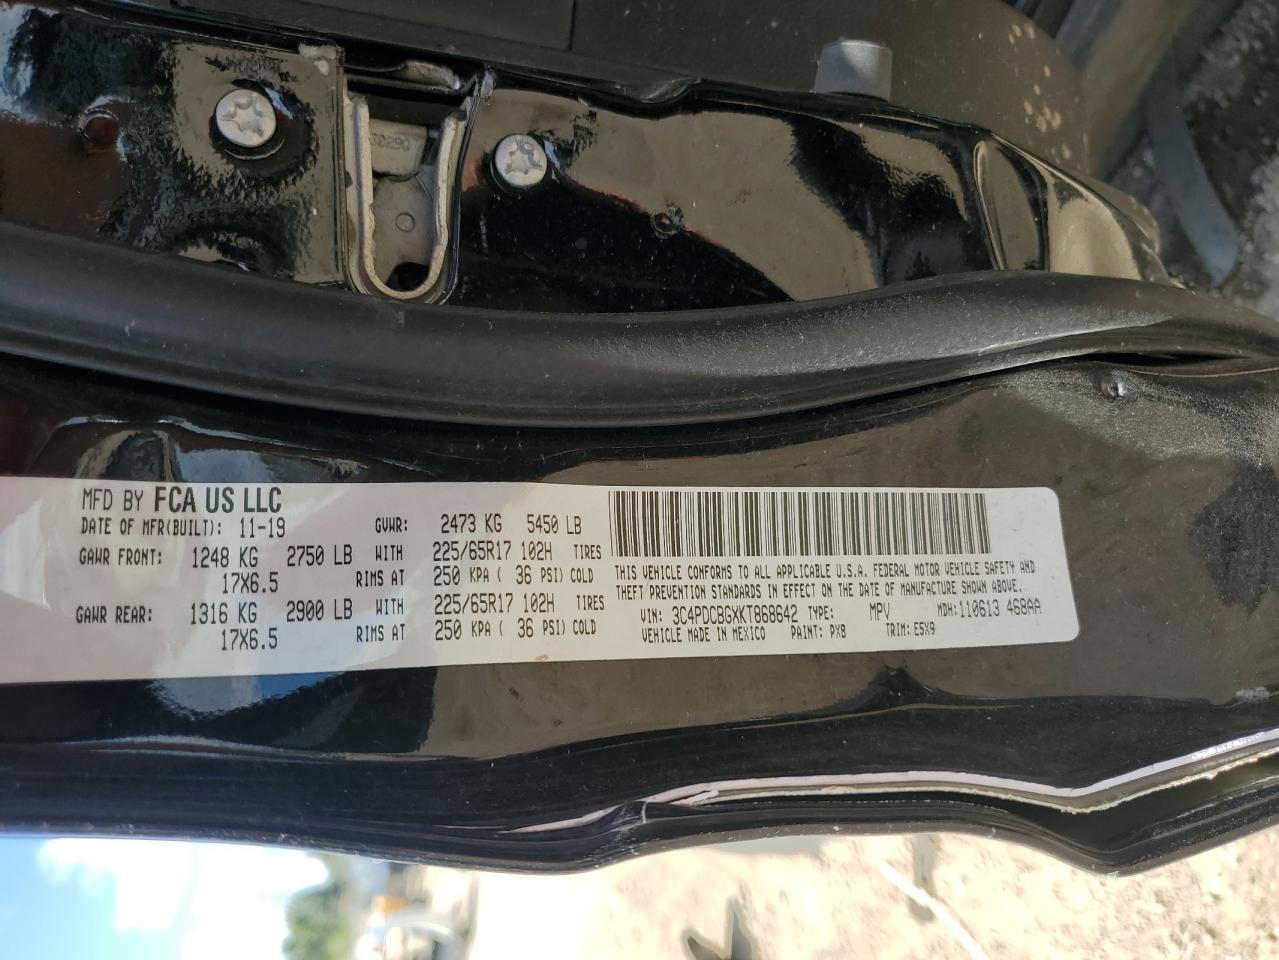 30290
MFD BY FCA US LLC
DATE OF MFR(BUILT): 11-19 GVWR: 2473 KG 5450 LB
GAWR FRONT: 1248 KG 2750 LB WITH 225/65R17 102H TIRES
17X6.5 RIMS AT 250 KPA ( 36 PSI) COLD
GAWR REAR: 1316 KG 2900 LB WITH 225/65R17 102H TIRES
17X6.5 RIMS AT 250 KPA ( 36 PSI) COLD
THIS VEHICLE CONFORMS TO ALL APPLICABLE U.S.A. FEDERAL MOTOR VEHICLE SAFETY AND
THEFT PREVENTION STANDARDS IN EFFECT ON THE DATE OF MANUFACTURE SHOWN ABOVE.
VIN: 3C4PDCBGXKT868642 TYPE: MPV MDH: 110613 468AA
VEHICLE MADE IN MEXICO PAINT: PX8 TRIM: E5X9